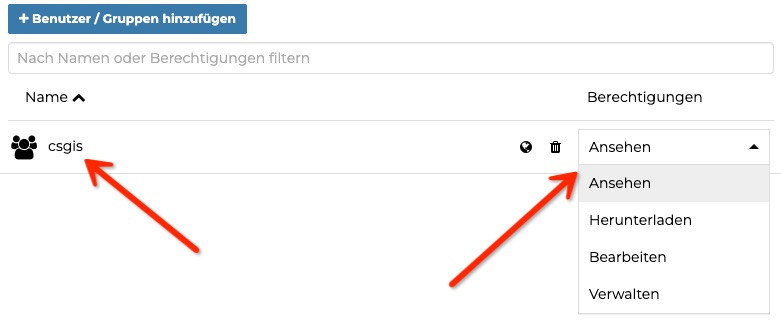 + Benutzer / Gruppen hinzufügen
Nach Namen oder Berechtigungen filtern
Name Berechtigungen
csgis Ansehen
Ansehen
Herunterladen
Bearbeiten
Verwalten